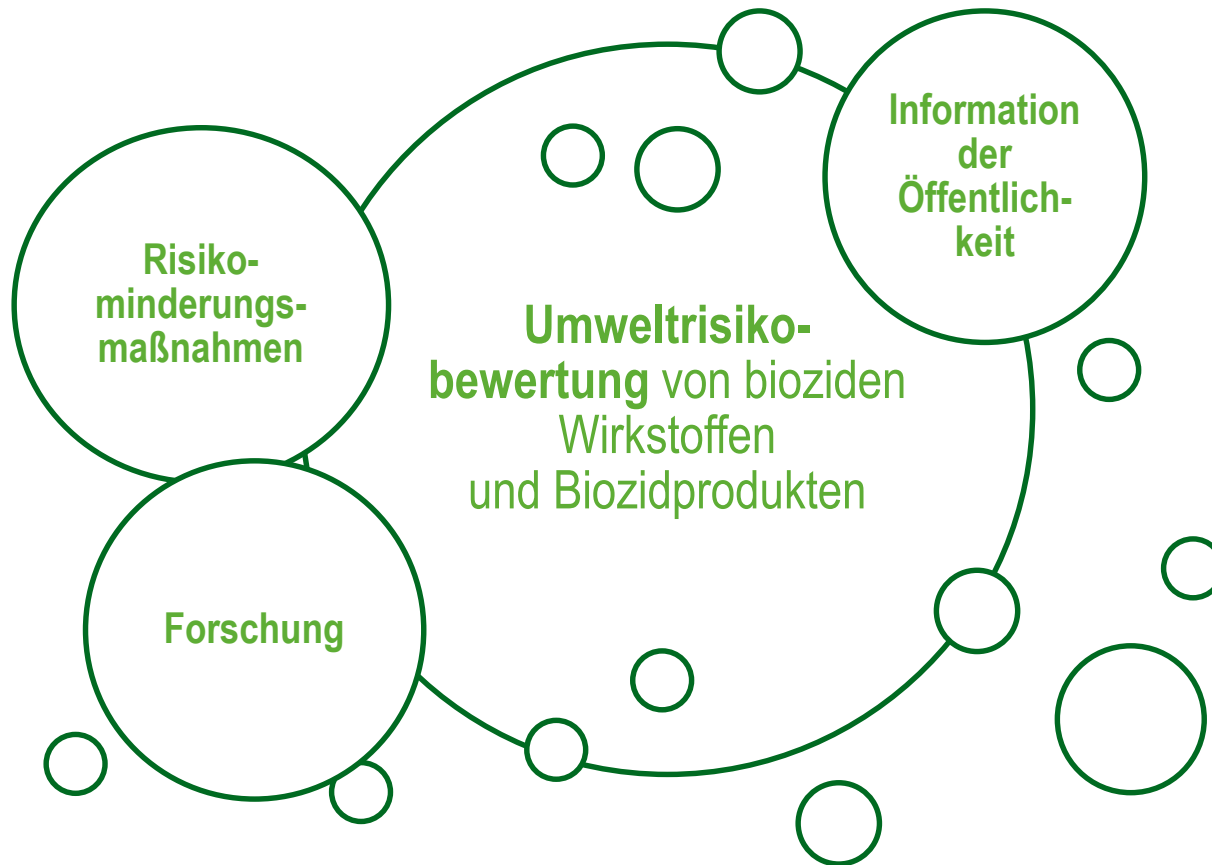 Information
der
Öffentlich-
keit
Risiko-
minderungs-
maßnahmen
Umweltrisiko-
bewertung von bioziden
Wirkstoffen
und Biozidprodukten
Forschung